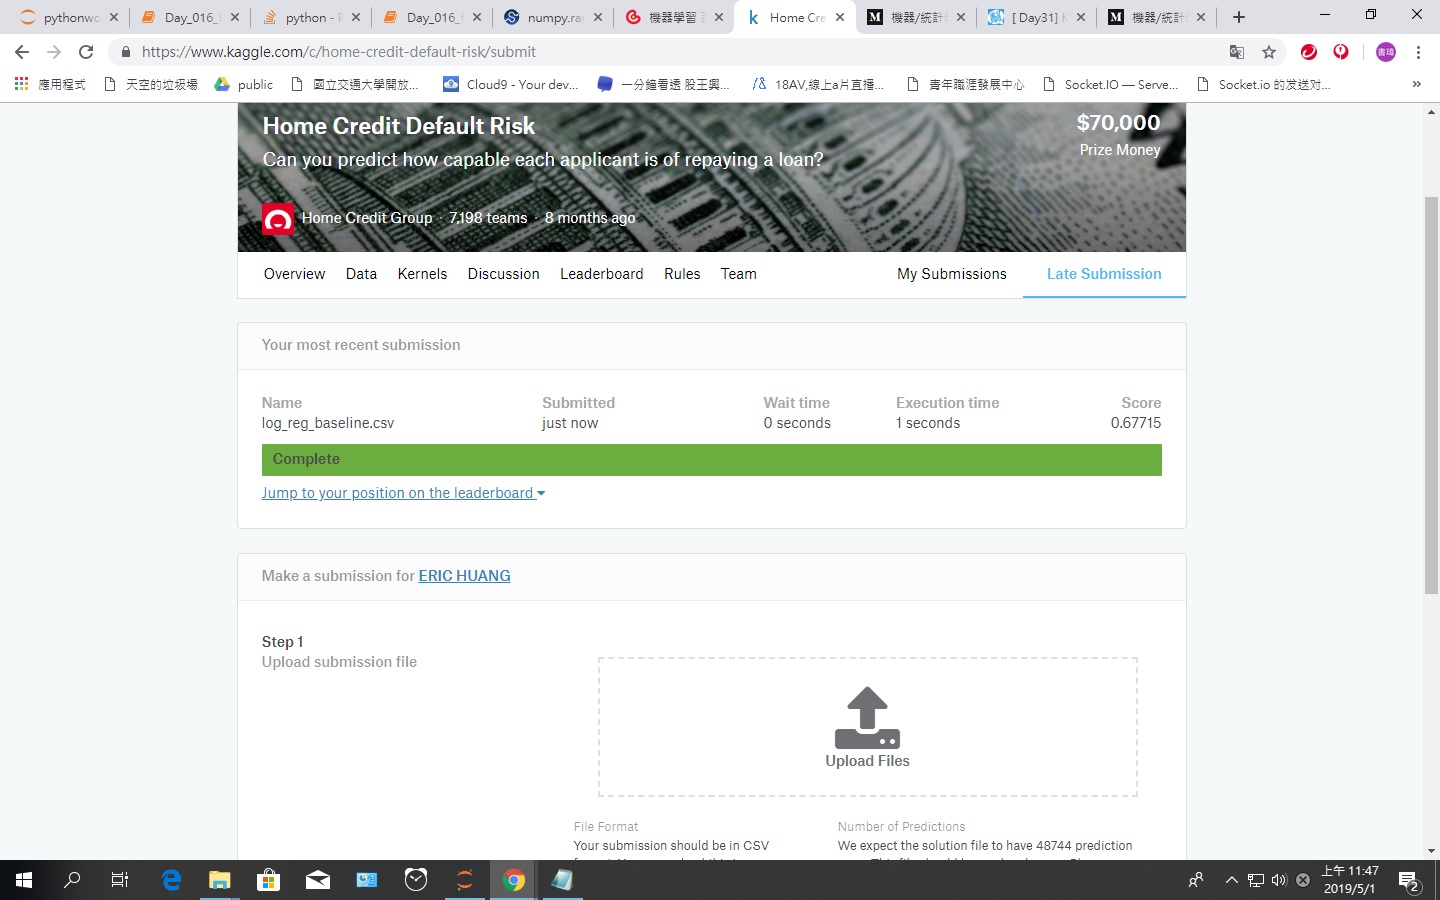 pythonwo
Day_016_
python - F
Day_016_
numpy.ran
機器學習
Home Cre
機器/統計
[ Day31] K
機器/統計
https://www.kaggle.com/c/home-credit-default-risk/submit
書瑋
應用程式
天空的垃圾場
public
國立交通大學開放...
Cloud9 - Your dev...
一分鐘看透 股王興...
18AV,線上a片直播...
青年職涯發展中心
Socket.IO — Serve...
Socket.io 的发送对...
»
Home Credit Default Risk
$70,000
Can you predict how capable each applicant is of repaying a loan?
Prize Money
Home Credit Group · 7,198 teams · 8 months ago
Overview Data Kernels Discussion Leaderboard Rules Team My Submissions Late Submission
Your most recent submission
Name Submitted Wait time Execution time Score
log_reg_baseline.csv just now 0 seconds 1 seconds 0.67715
Complete
Jump to your position on the leaderboard
Make a submission for ERIC HUANG
Step 1
Upload submission file
Upload Files
File Format
Your submission should be in CSV
Number of Predictions
We expect the solution file to have 48744 prediction
上午 11:47
2019/5/1
2